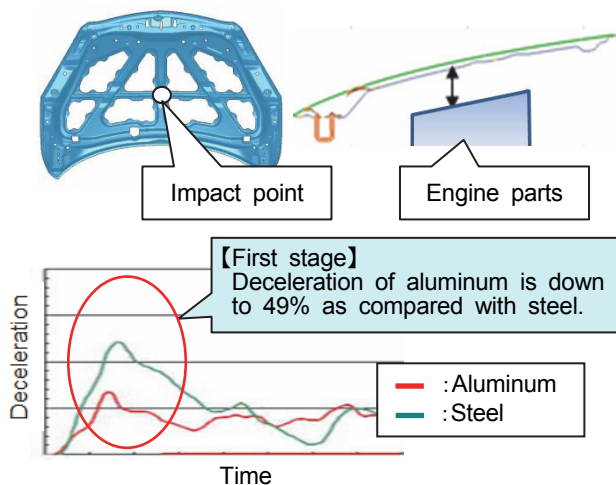 Impact point
Engine parts
【First stage】
Deceleration of aluminum is down
to 49% as compared with steel.
Deceleration
:Aluminum
:Steel
Time